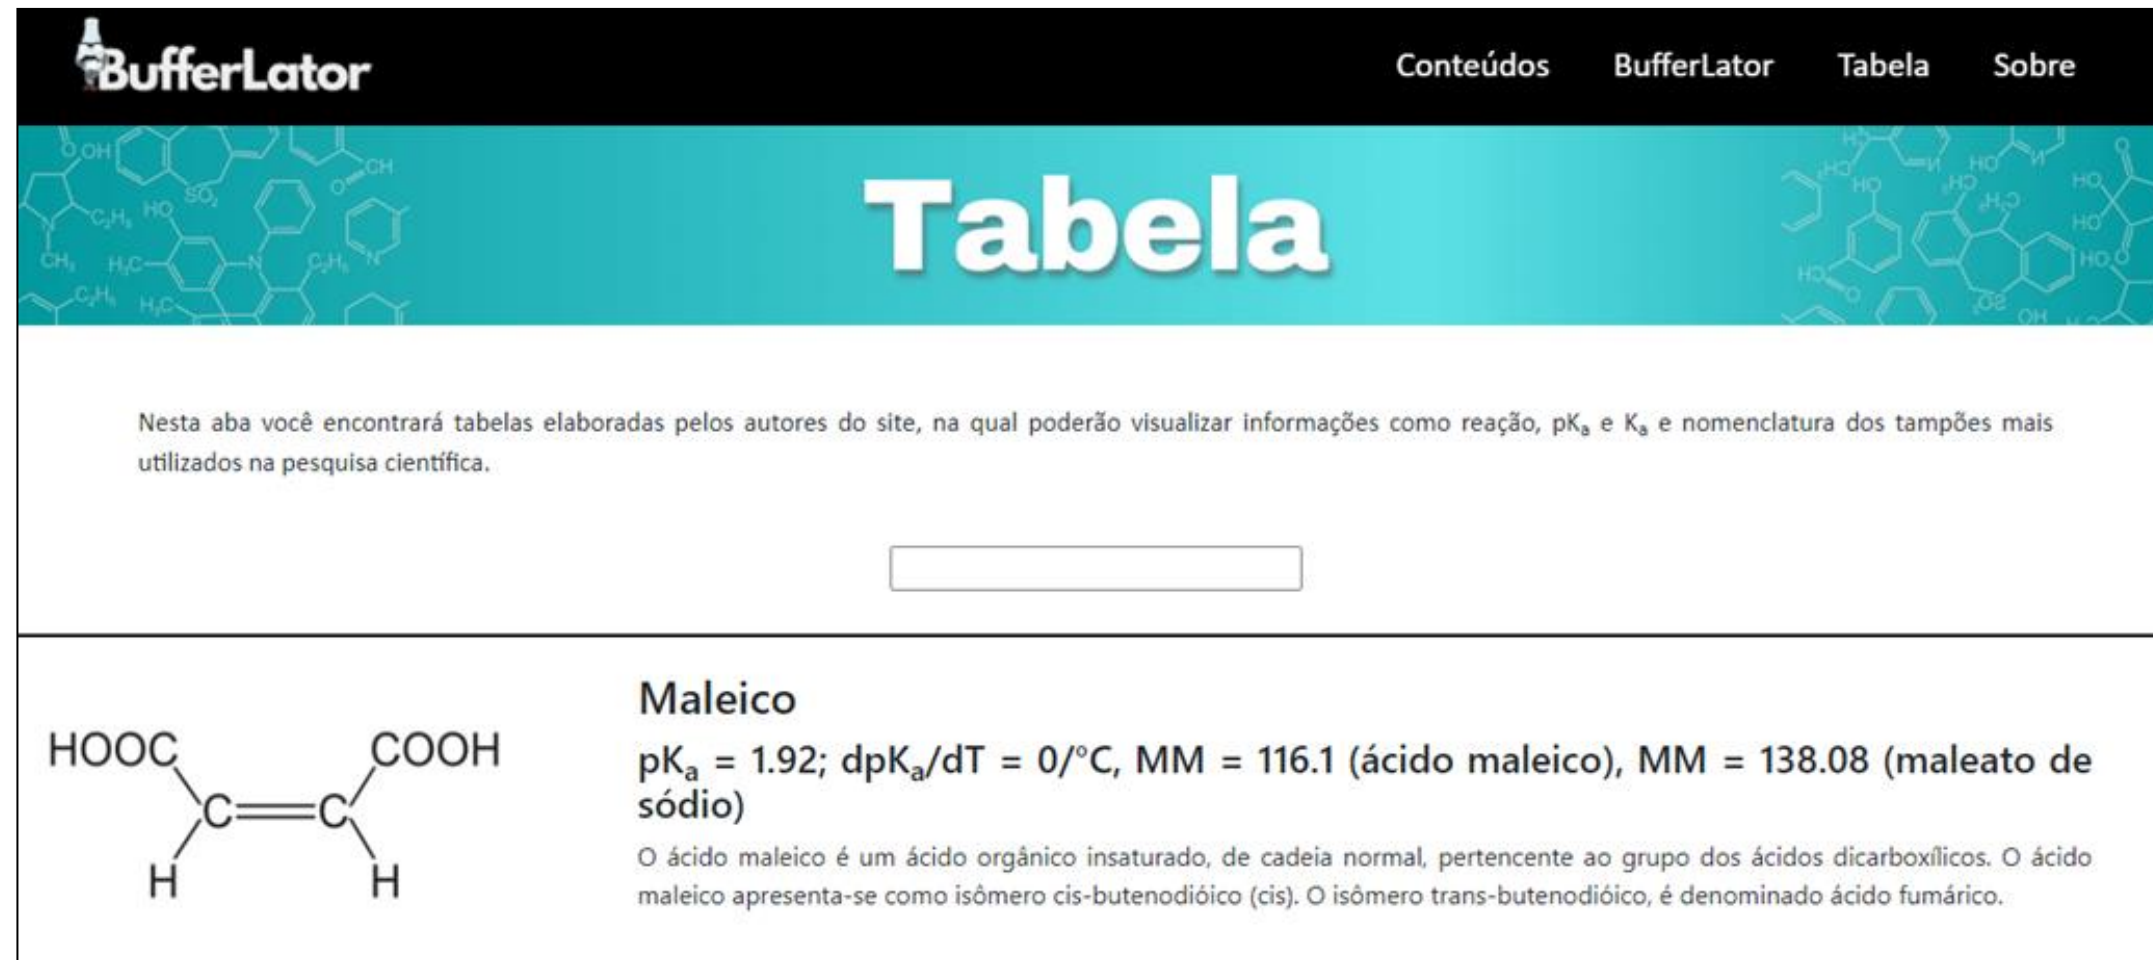 BufferLator
Conteúdos BufferLator Tabela Sobre
Tabela
Nesta aba você encontrará tabelas elaboradas pelos autores do site, na qual poderão visualizar informações como reação, pKₐ e Kₐ e nomenclatura dos tampões mais
utilizados na pesquisa científica.
Maleico
pKₐ = 1.92; dpKₐ/dT = 0/°C, MM = 116.1 (ácido maleico), MM = 138.08 (maleato de
sódio)
O ácido maleico é um ácido orgânico insaturado, de cadeia normal, pertencente ao grupo dos ácidos dicarboxílicos. O ácido
maleico apresenta-se como isômero cis-butenodióico (cis). O isômero trans-butenodióico, é denominado ácido fumárico.
HOOC COOH
C C
H H